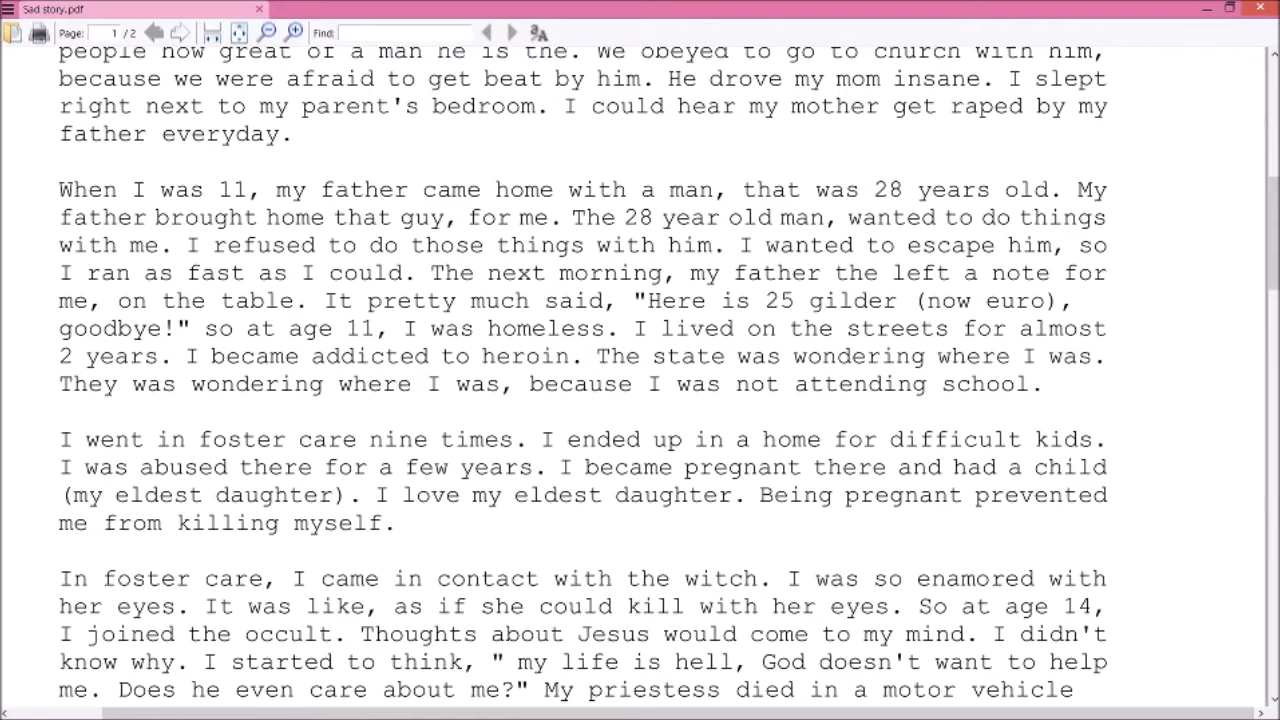 Sad story.pdf
Page: 1 / 2 Find:
people how great of a man he is the. We obeyed to go to church with him,
because we were afraid to get beat by him. He drove my mom insane. I slept
right next to my parent's bedroom. I could hear my mother get raped by my
father everyday.
When I was 11, my father came home with a man, that was 28 years old. My
father brought home that guy, for me. The 28 year old man, wanted to do things
with me. I refused to do those things with him. I wanted to escape him, so
I ran as fast as I could. The next morning, my father the left a note for
me, on the table. It pretty much said, "Here is 25 gilder (now euro),
goodbye!" so at age 11, I was homeless. I lived on the streets for almost
2 years. I became addicted to heroin. The state was wondering where I was.
They was wondering where I was, because I was not attending school.
I went in foster care nine times. I ended up in a home for difficult kids.
I was abused there for a few years. I became pregnant there and had a child
(my eldest daughter). I love my eldest daughter. Being pregnant prevented
me from killing myself.
In foster care, I came in contact with the witch. I was so enamored with
her eyes. It was like, as if she could kill with her eyes. So at age 14,
I joined the occult. Thoughts about Jesus would come to my mind. I didn't
know why. I started to think, " my life is hell, God doesn't want to help
me. Does he even care about me?" My priestess died in a motor vehicle